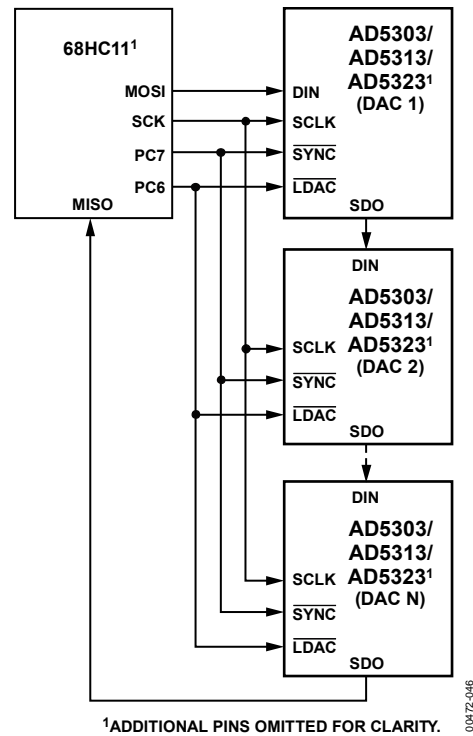 68HC11¹
MOSI
SCK
PC7
PC6
MISO
AD5303/
AD5313/
AD5323¹
(DAC 1)
DIN
SCLK
SYNC
LDAC
SDO
DIN
AD5303/
AD5313/
AD5323¹
(DAC 2)
SCLK
SYNC
LDAC
SDO
DIN
AD5303/
AD5313/
AD5323¹
(DAC N)
SCLK
SYNC
LDAC
SDO
¹ADDITIONAL PINS OMITTED FOR CLARITY.
00472-046